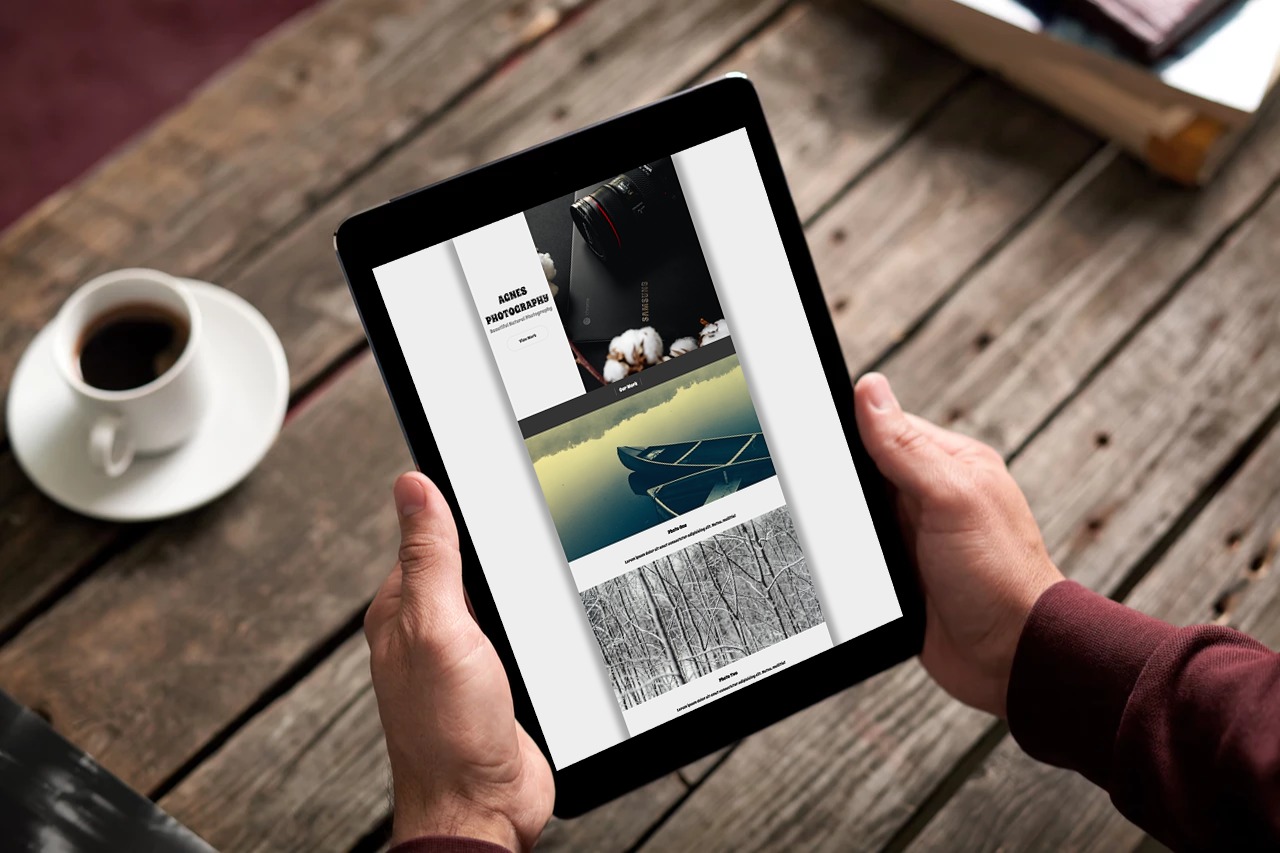 AGNES
PHOTOGRAPHY
Beautiful Natural Photography
View Work
SAMSUNG
Our Work
Photo One
Lorem ipsum dolor sit amet consectetur adipisicing elit. Natus, mollitia!
Photo Two
Lorem ipsum dolor sit amet consectetur adipisicing elit. Natus, mollitia!